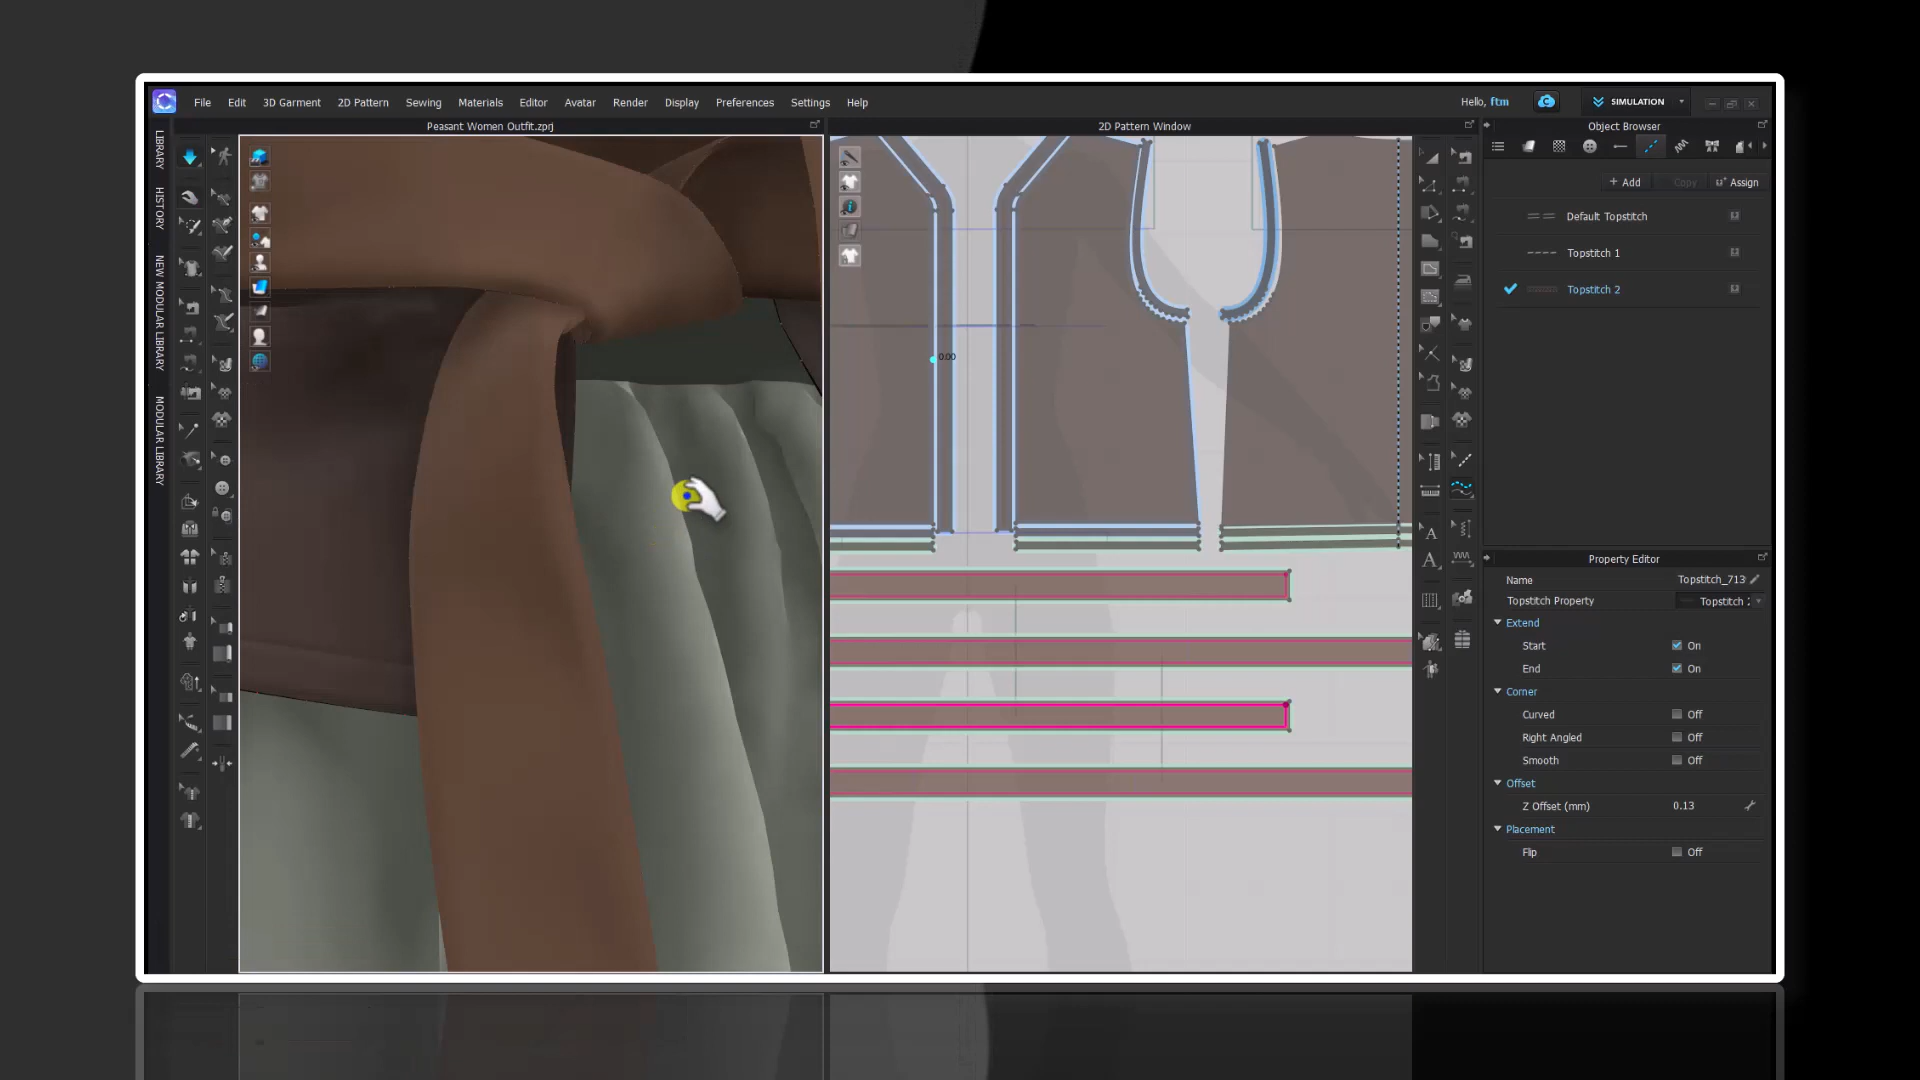 File Edit 3D Garment 2D Pattern Sewing Materials Editor Avatar Render Display Preferences Settings Help
Hello, ftm
SIMULATION
Peasant Women Outfit.zprj
2D Pattern Window
Object Browser
LIBRARY
HISTORY
NEW MODULAR LIBRARY
MODULAR LIBRARY
0.00
+ Add
Copy
Assign
Default Topstitch
Topstitch 1
Topstitch 2
Property Editor
Name Topstitch_713
Topstitch Property Topstitch :
Extend
Start On
End On
Corner
Curved Off
Right Angled Off
Smooth Off
Offset
Z Offset (mm) 0.13
Placement
Flip Off